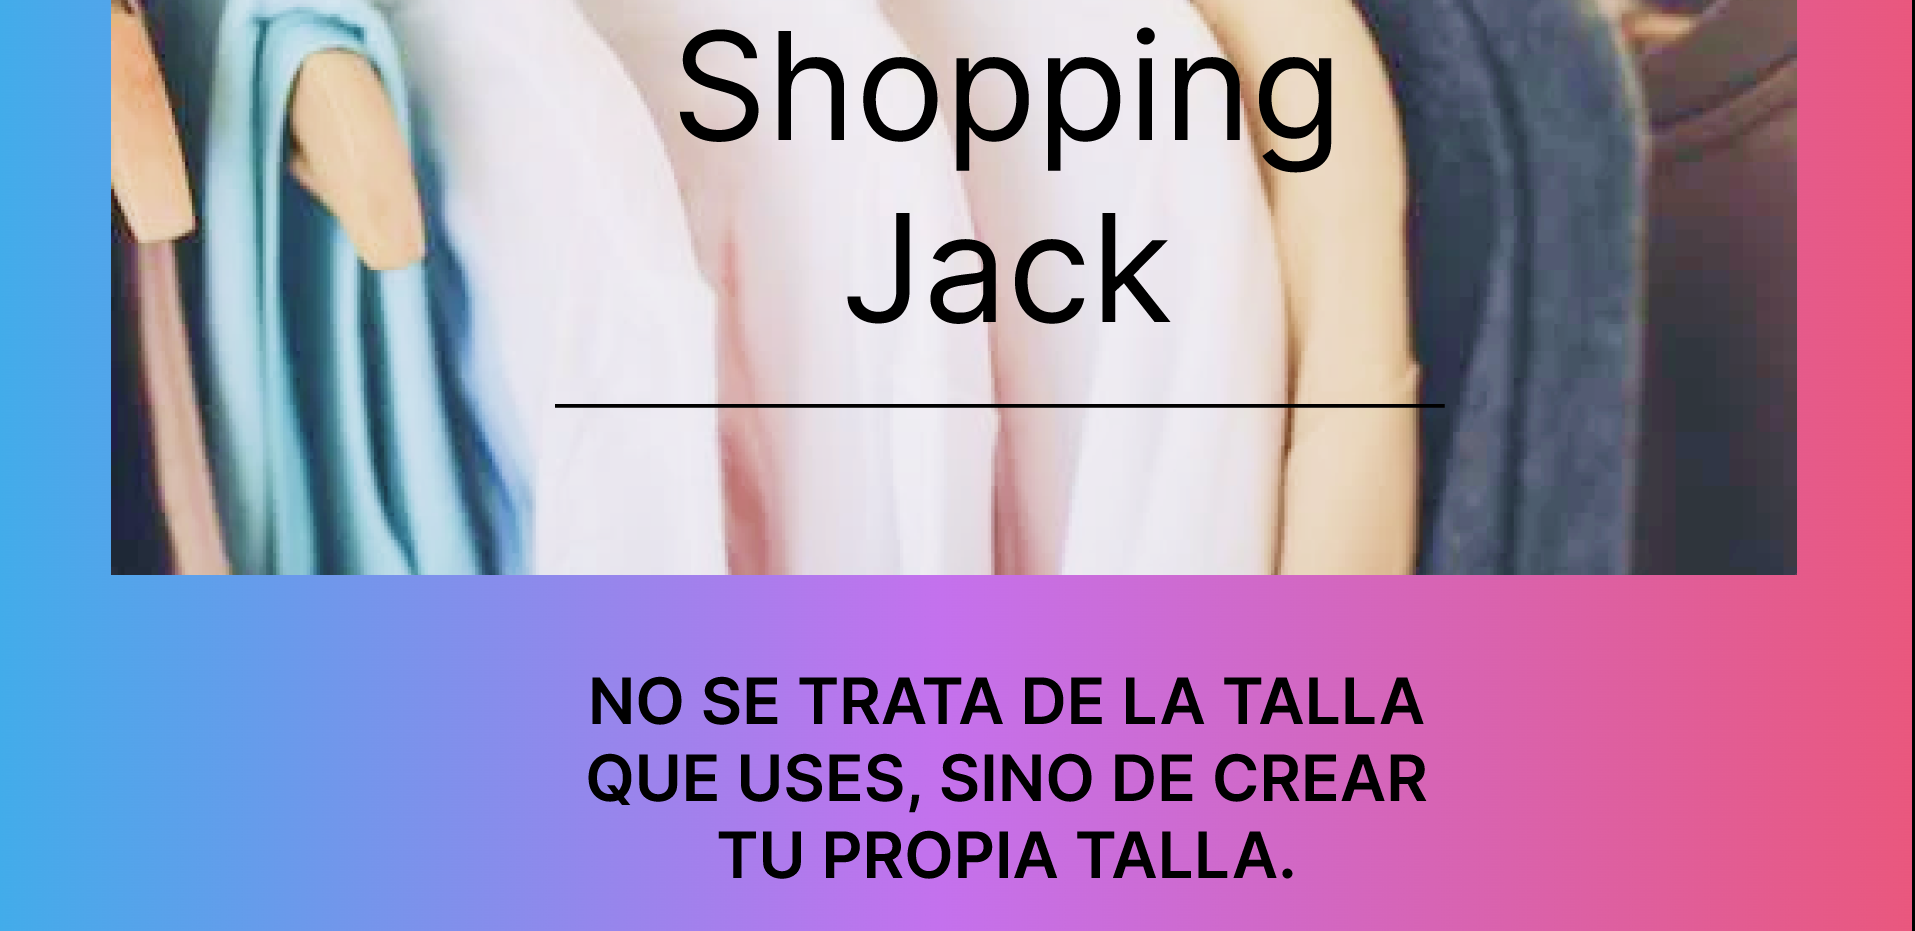 Shopping
Jack
NO SE TRATA DE LA TALLA
QUE USES, SINO DE CREAR
TU PROPIA TALLA.